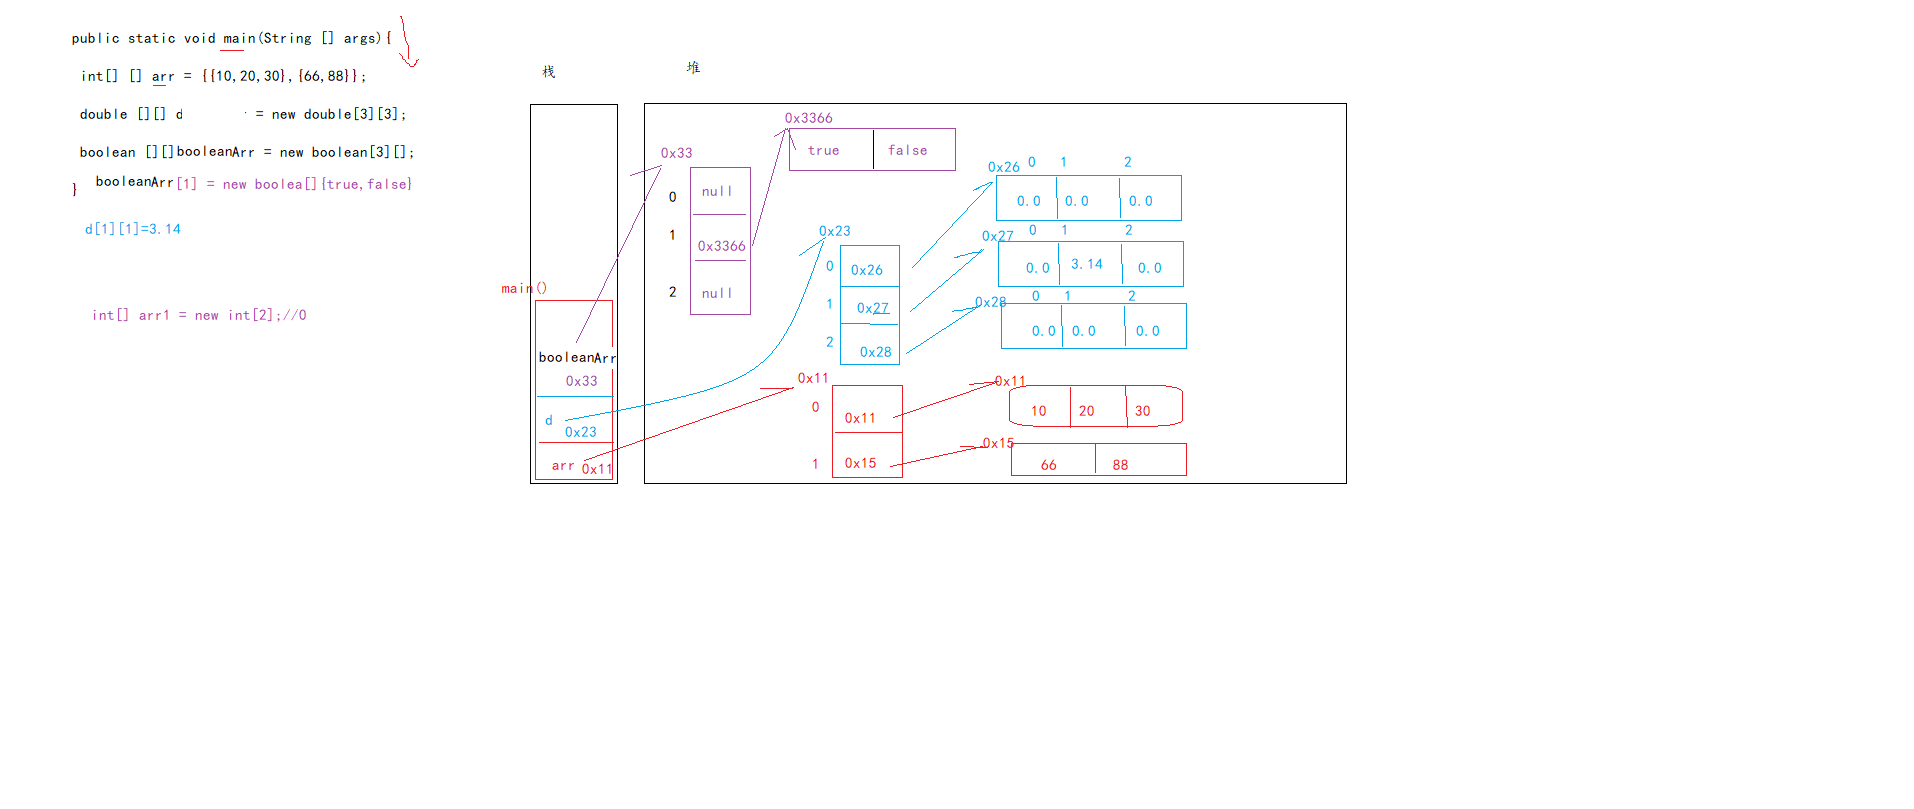 public static void main(String [] args){
int[] [] arr = {{10,20,30},{66,88}};
double [][] d = new double[3][3];
boolean [][]booleanArr = new boolean[3][];
booleanArr[1] = new boolea[]{true,false}
}
d[1][1]=3.14
int[] arr1 = new int[2];//0
栈
main()
booleanArr
0x33
d
0x23
arr 0x11
堆
0x3366
true false
0x33
0 null
1 0x3366
2 null
0x23
0 0x26
1 0x27
2 0x28
0x26 0 1 2
0.0 0.0 0.0
0x27 0 1 2
0.0 3.14 0.0
0x28 0 1 2
0.0 0.0 0.0
0x11
0 0x11
1 0x15
0x11
10 20 30
0x15
66 88